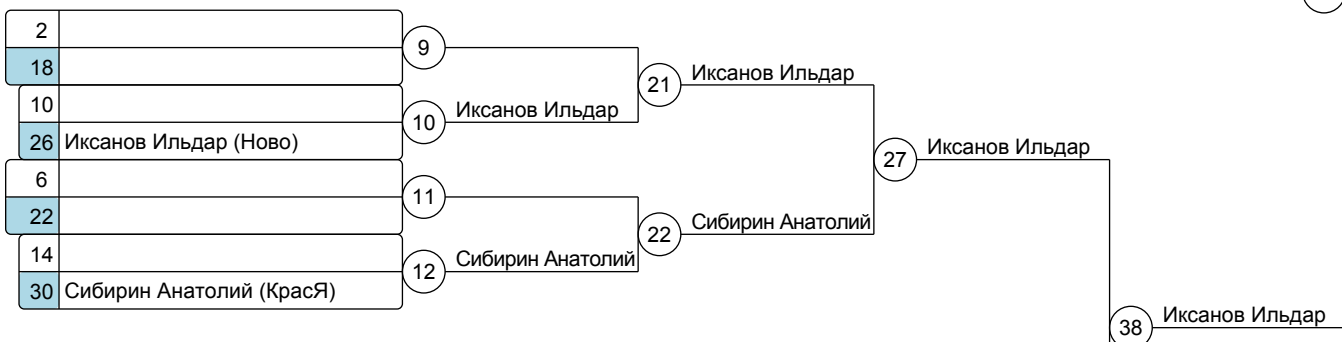 2
9
18
21 Иксанов Ильдар
10
10 Иксанов Ильдар
26 Иксанов Ильдар (Ново)
27 Иксанов Ильдар
6
11
22
22 Сибирин Анатолий
14
12 Сибирин Анатолий
30 Сибирин Анатолий (КрасЯ)
38 Иксанов Ильдар